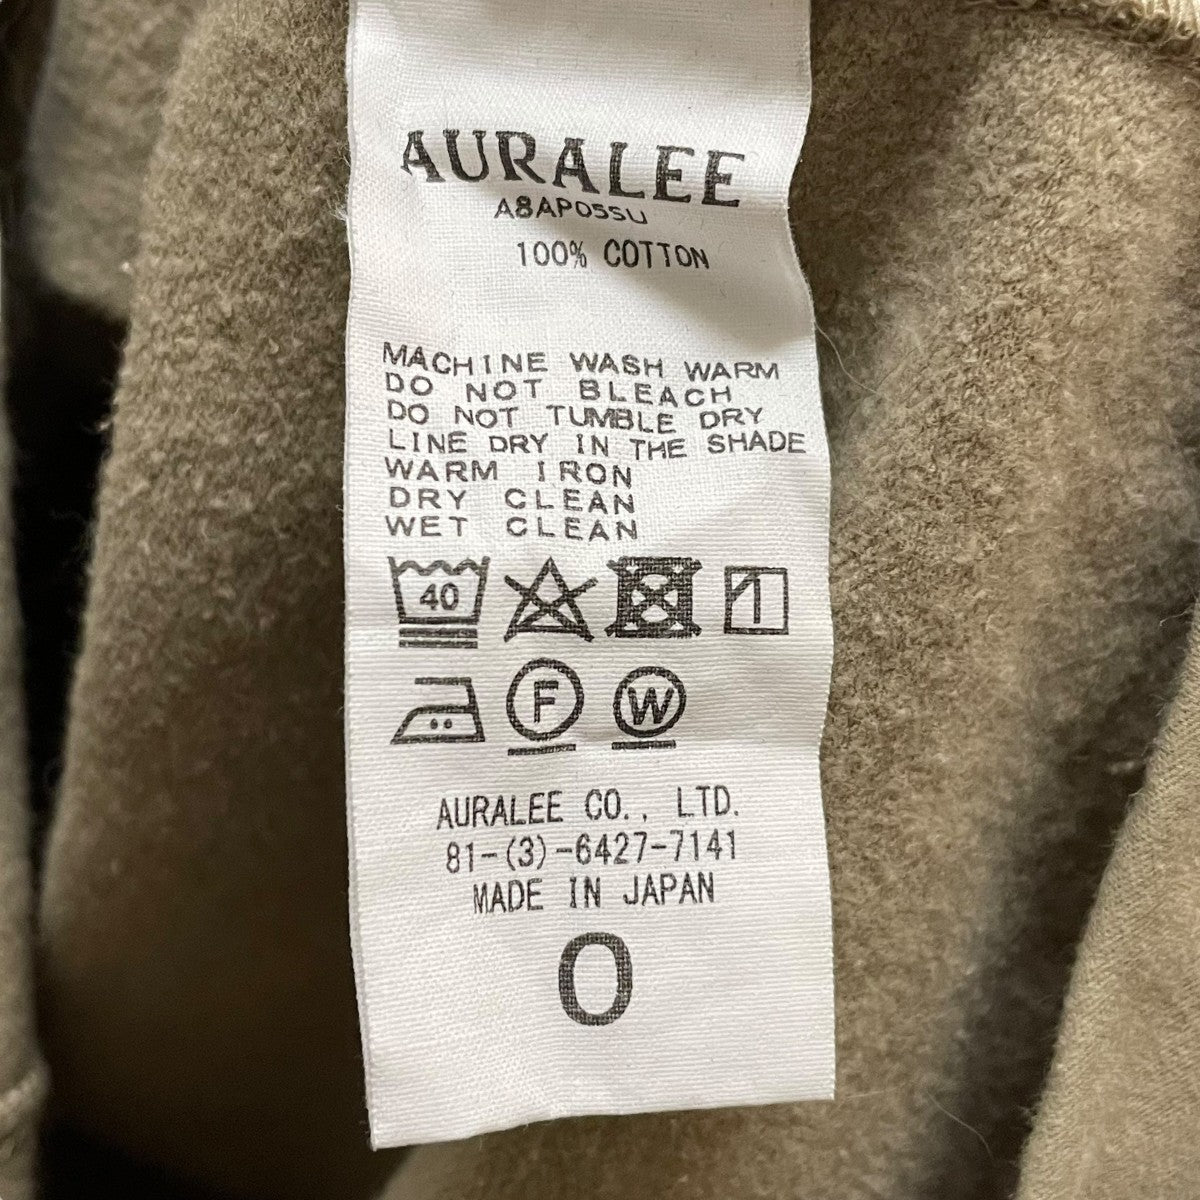 AURALEE
A8AP05SU
100% COTTON
MACHINE WASH WARM
DO NOT BLEACH
DO NOT TUMBLE DRY
LINE DRY IN THE SHADE
WARM IRON
DRY CLEAN
WET CLEAN
40
F W
AURALEE CO., LTD.
81-(3)-6427-7141
MADE IN JAPAN
0